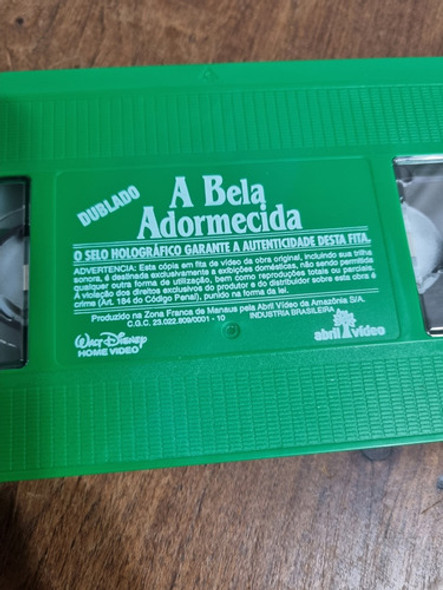 DUBLADO
A Bela
Adormecida
O SELO HOLOGRÁFICO GARANTE A AUTENTICIDADE DESTA FITA.
ADVERTENCIA: Esta cópia em fita de vídeo da obra original, incluindo sua trilha
sonora, é destinada exclusivamente a exibições domésticas, não sendo permitida
qualquer outra forma de utilização, bem como reproduções totais ou parciais.
A violação dos direitos exclusivos do produtor e do distribuidor sobre esta obra é
crime (Art. 184 do Código Penal), punido na forma da lei.
Produzido na Zona Franca de Manaus pela Abril Vídeo da Amazônia S/A.
C.G.C. 23.022.809/0001 - 10 INDÚSTRIA BRASILEIRA
WALT DISNEY
HOME VIDEO
abril vídeo